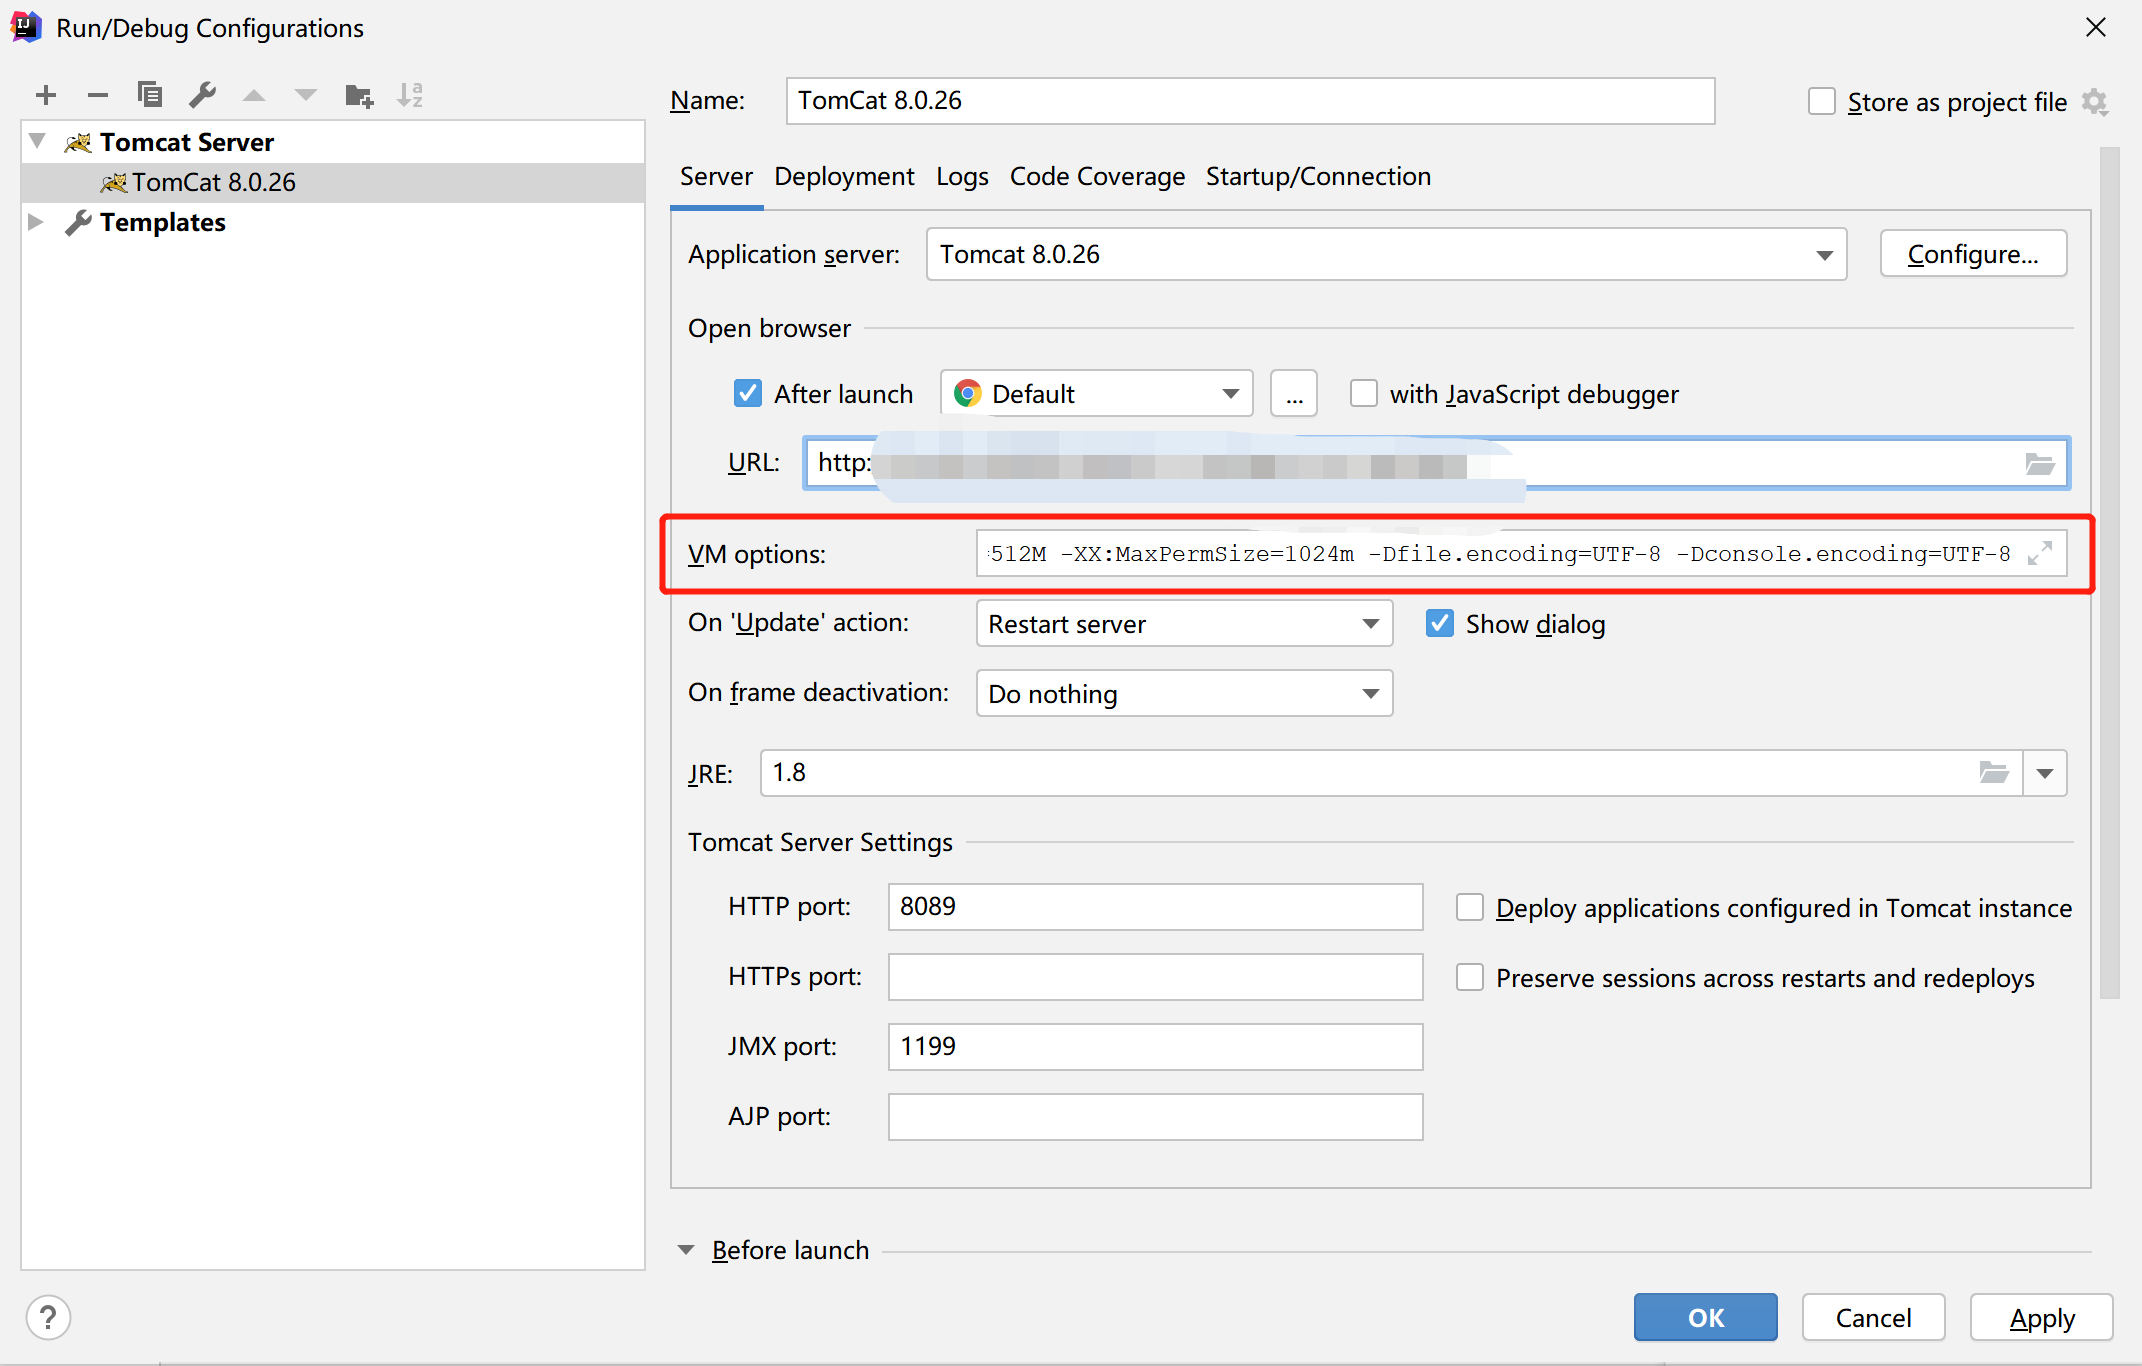 Run/Debug Configurations
Name: TomCat 8.0.26 Store as project file
Tomcat Server
TomCat 8.0.26
Templates
Server Deployment Logs Code Coverage Startup/Connection
Application server: Tomcat 8.0.26 Configure...
Open browser
After launch Default ... with JavaScript debugger
URL: http:
VM options: =512M -XX:MaxPermSize=1024m -Dfile.encoding=UTF-8 -Dconsole.encoding=UTF-8
On 'Update' action: Restart server Show dialog
On frame deactivation: Do nothing
JRE: 1.8
Tomcat Server Settings
HTTP port: 8089 Deploy applications configured in Tomcat instance
HTTPs port: Preserve sessions across restarts and redeploys
JMX port: 1199
AJP port:
Before launch
? OK Cancel Apply